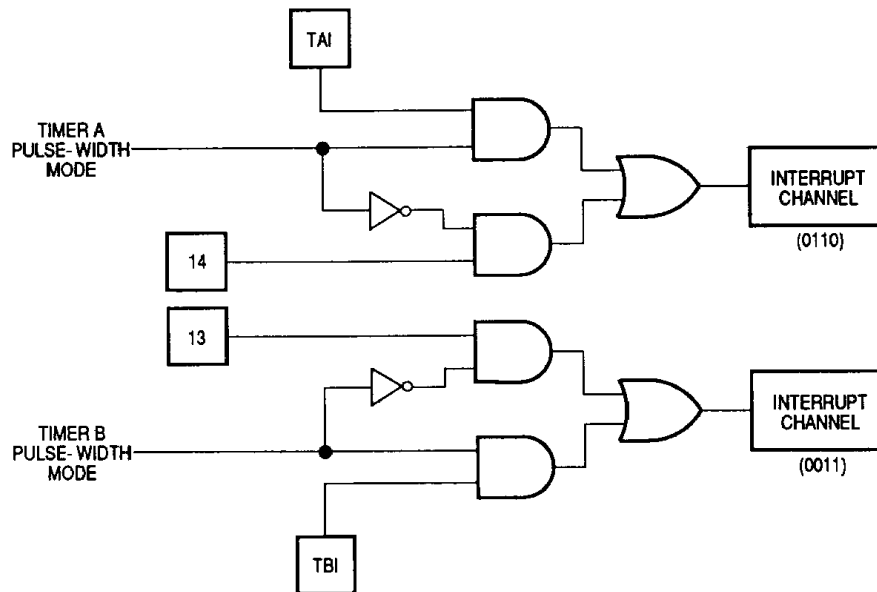 TAI
TIMER A
PULSE-WIDTH
MODE
INTERRUPT
CHANNEL
(0110)
14
13
INTERRUPT
CHANNEL
(0011)
TIMER B
PULSE-WIDTH
MODE
TBI